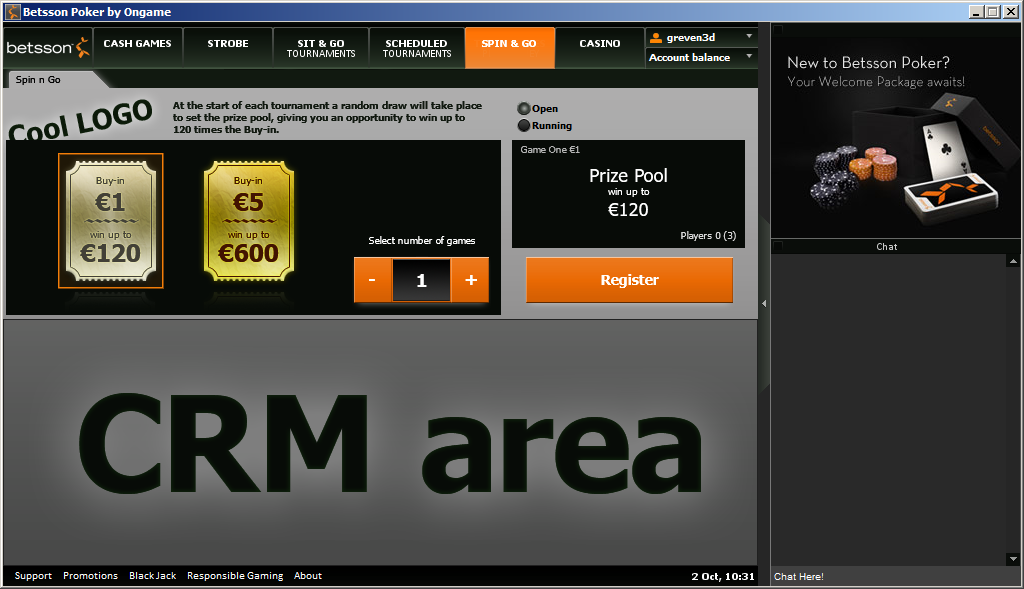 Betsson Poker by Ongame
betsson
CASH GAMES
STROBE
SIT & GO
TOURNAMENTS
SCHEDULED
TOURNAMENTS
SPIN & GO
CASINO
greven3d
Account balance
Spin n Go
Cool LOGO
At the start of each tournament a random draw will take place
to set the prize pool, giving you an opportunity to win up to
120 times the Buy-in.
Open
Running
Buy-in
€1
win up to
€120
Buy-in
€5
win up to
€600
Select number of games
- 1 +
Game One €1
Prize Pool
win up to
€120
Players 0 (3)
Register
CRM area
New to Betsson Poker?
Your Welcome Package awaits!
betsson
A
Chat
Chat Here!
Support Promotions Black Jack Responsible Gaming About
2 Oct, 10:31